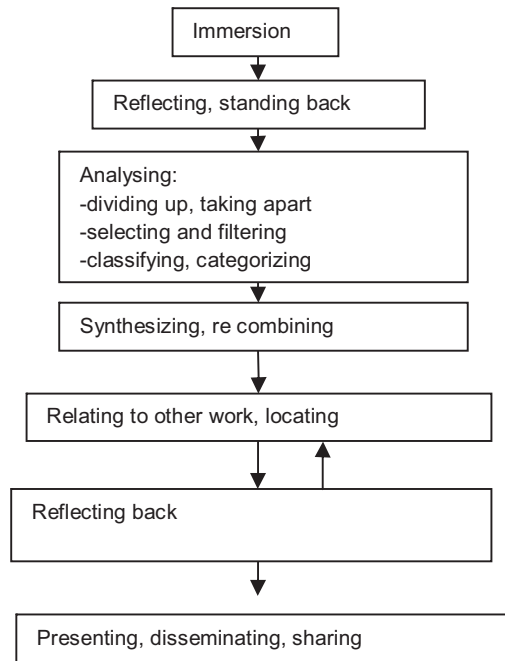 Immersion
Reflecting, standing back
Analysing:
-dividing up, taking apart
-selecting and filtering
-classifying, categorizing
Synthesizing, re combining
Relating to other work, locating
Reflecting back
Presenting, disseminating, sharing